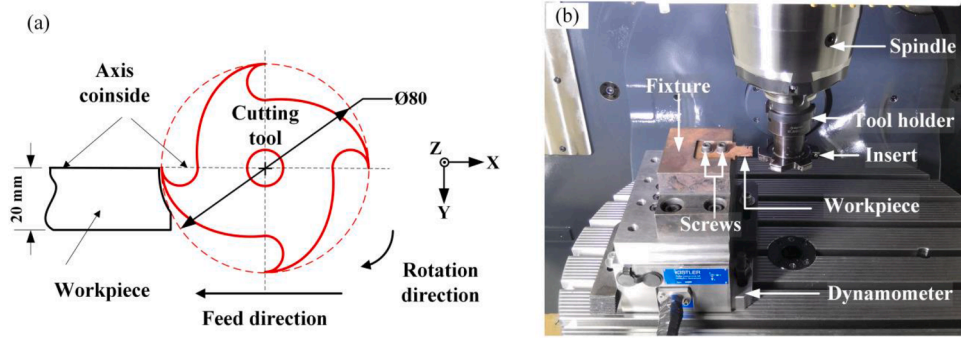 (a)
Axis
coinside
Ø80
Cutting
tool
Z
X
Y
20 mm
Workpiece
Rotation
direction
Feed direction
(b)
Spindle
Fixture
Tool holder
Insert
Screws
Workpiece
KISTLER
Dynamometer